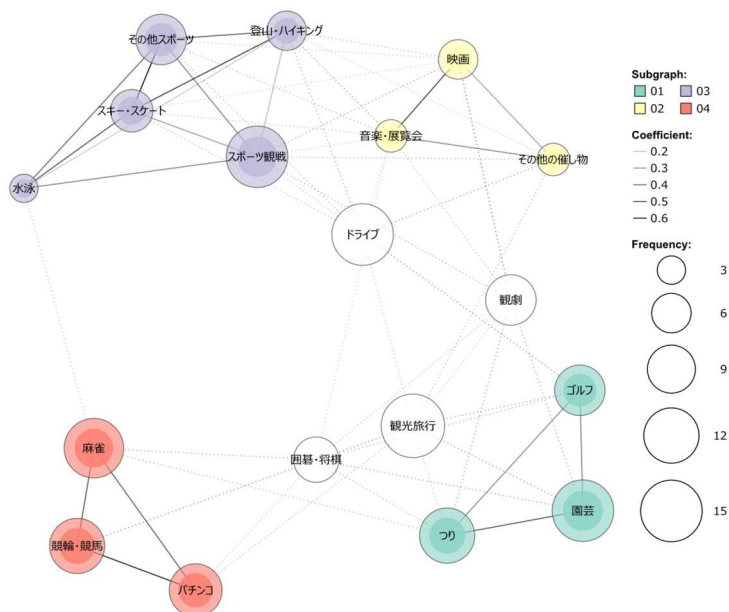 登山・ハイキング
その他スポーツ
映画
スキー・スケート
音楽・展覧会
スポーツ観戦
その他の催し物
水泳
ドライブ
観劇
ゴルフ
観光旅行
麻雀
囲碁・将棋
園芸
つり
競輪・競馬
パチンコ
Subgraph:
01 03
02 04
Coefficient:
0.2
0.3
0.4
0.5
0.6
Frequency:
3
6
9
12
15